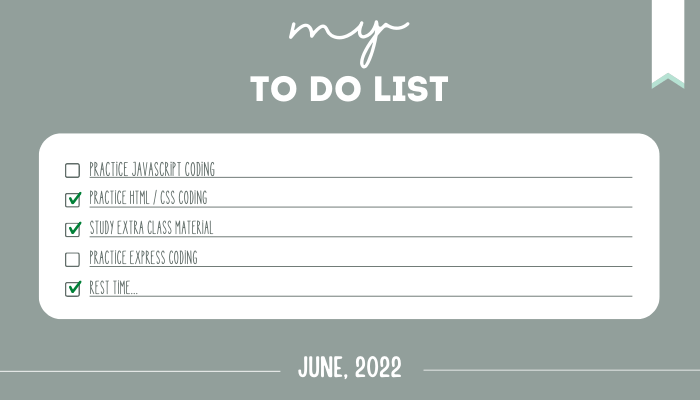 my
TO DO LIST
PRACTICE JAVASCRIPT CODING
PRACTICE HTML / CSS CODING
STUDY EXTRA CLASS MATERIAL
PRACTICE EXPRESS CODING
REST TIME...
JUNE, 2022